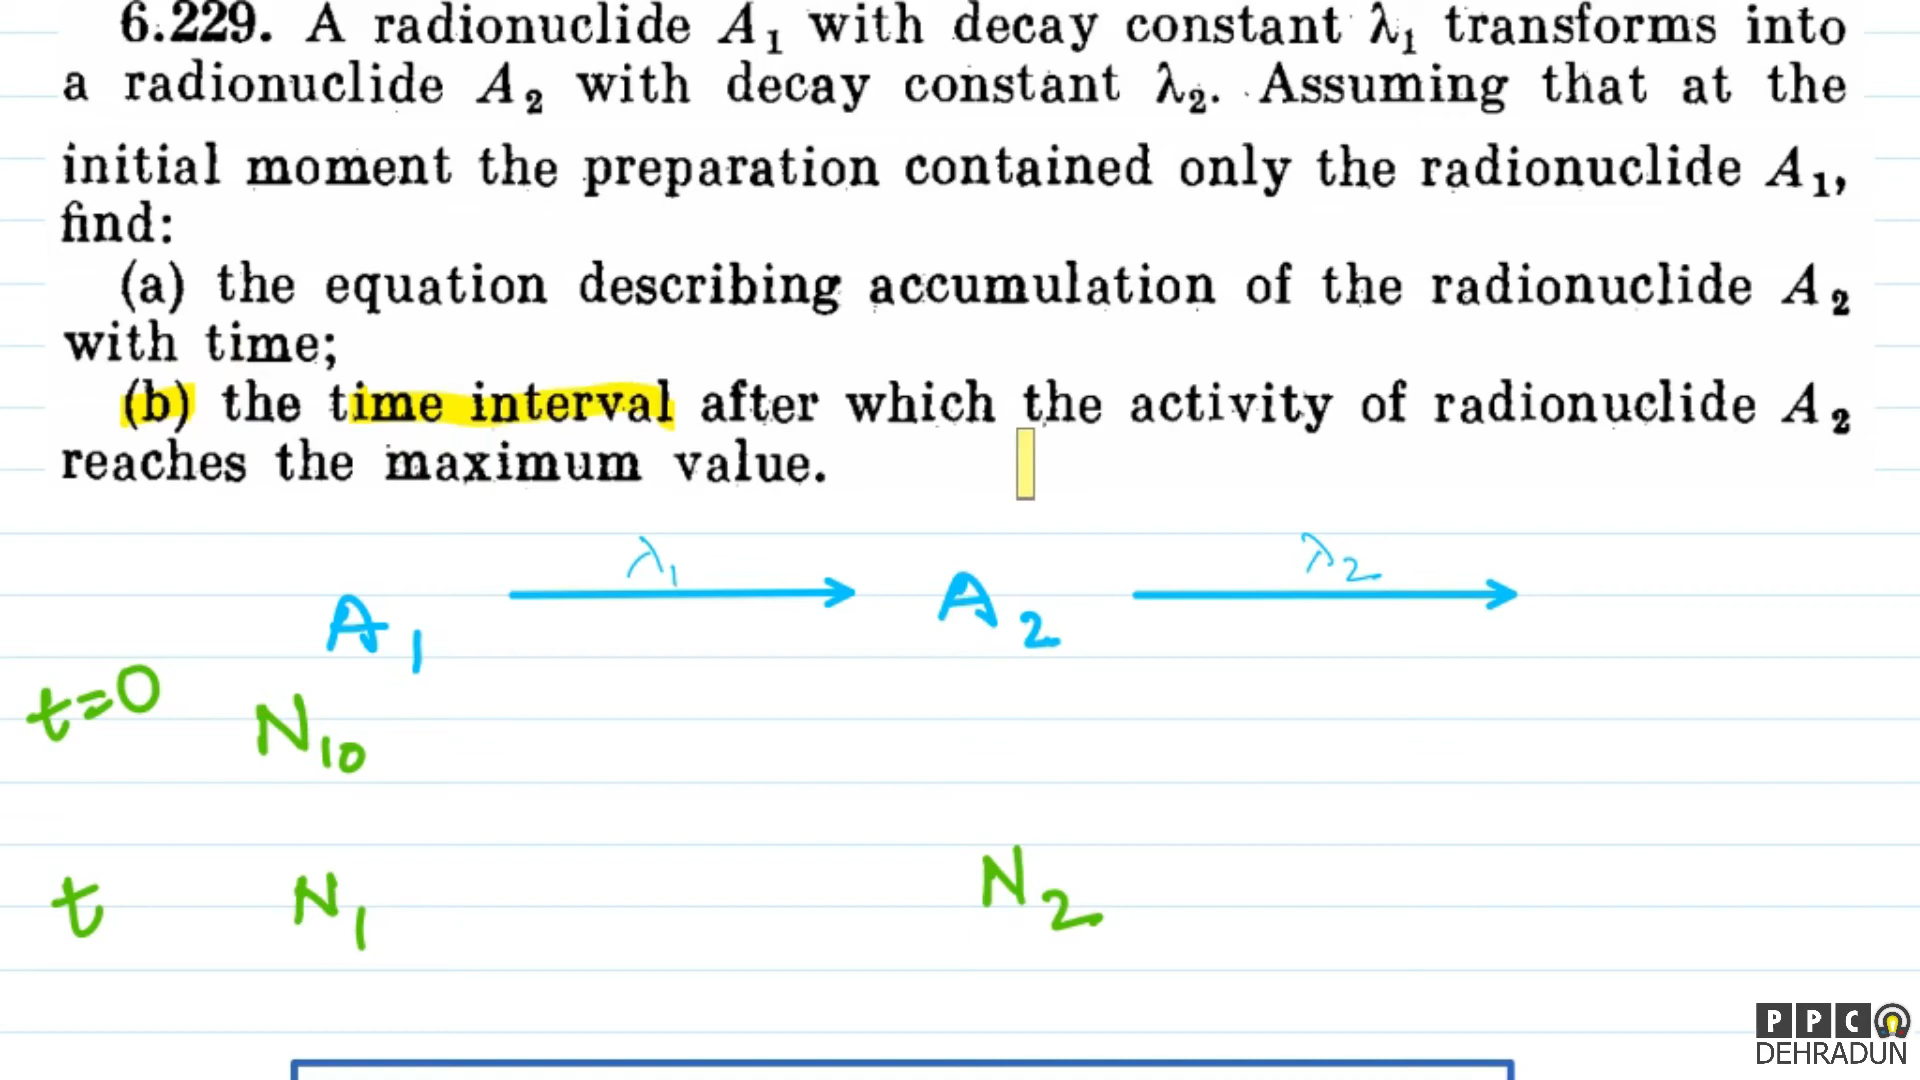 6.229. A radionuclide A₁ with decay constant λ₁ transforms into
a radionuclide A₂ with decay constant λ₂. Assuming that at the
initial moment the preparation contained only the radionuclide A₁,
find:
(a) the equation describing accumulation of the radionuclide A₂
with time;
(b) the time interval after which the activity of radionuclide A₂
reaches the maximum value.
λ₁ λ₂
A₁ A₂
t=0 N₁₀
t N₁ N₂
PPC
DEHRADUN